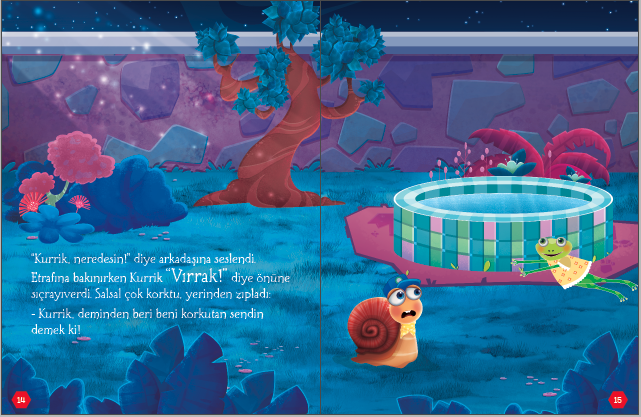 "Kurrik, neredesin!" diye arkadaşına seslendi.
Etrafına bakınırken Kurrik "Vırrak!" diye önüne
sıçrayıverdi. Salsal çok korktu, yerinden zıpladı:
- Kurrik, deminden beri beni korkutan sendin
demek ki!
14
15